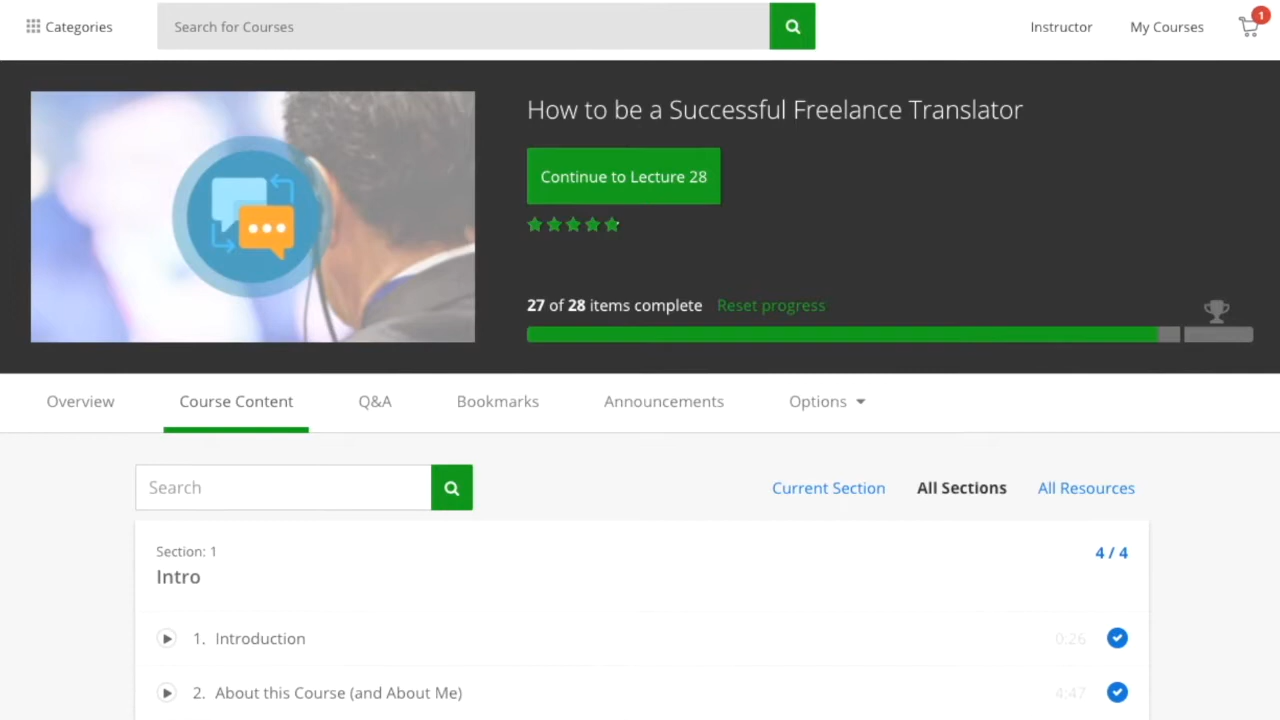 Categories
Search for Courses
Instructor
My Courses
1
How to be a Successful Freelance Translator
Continue to Lecture 28
27 of 28 items complete Reset progress
Overview
Course Content
Q&A
Bookmarks
Announcements
Options
Search
Current Section
All Sections
All Resources
Section: 1
4 / 4
Intro
1. Introduction 0:26
2. About this Course (and About Me) 4:47